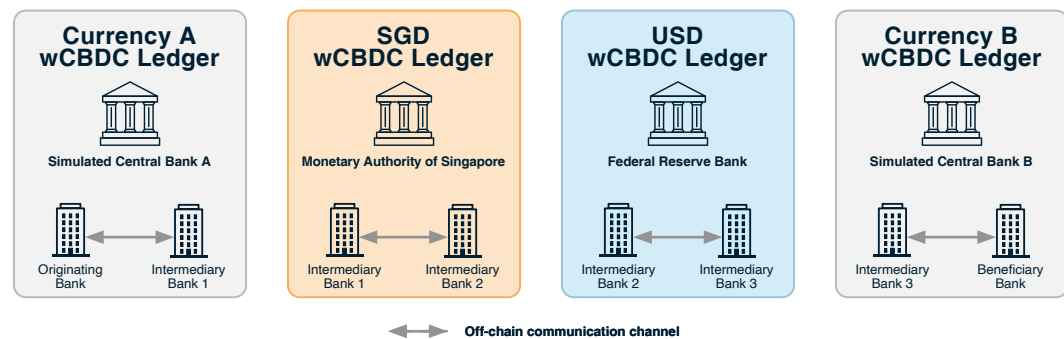 Currency A
wCBDC Ledger
Simulated Central Bank A
Originating
Bank
Intermediary
Bank 1
SGD
wCBDC Ledger
Monetary Authority of Singapore
Intermediary
Bank 1
Intermediary
Bank 2
USD
wCBDC Ledger
Federal Reserve Bank
Intermediary
Bank 2
Intermediary
Bank 3
Currency B
wCBDC Ledger
Simulated Central Bank B
Intermediary
Bank 3
Beneficiary
Bank
Off-chain communication channel